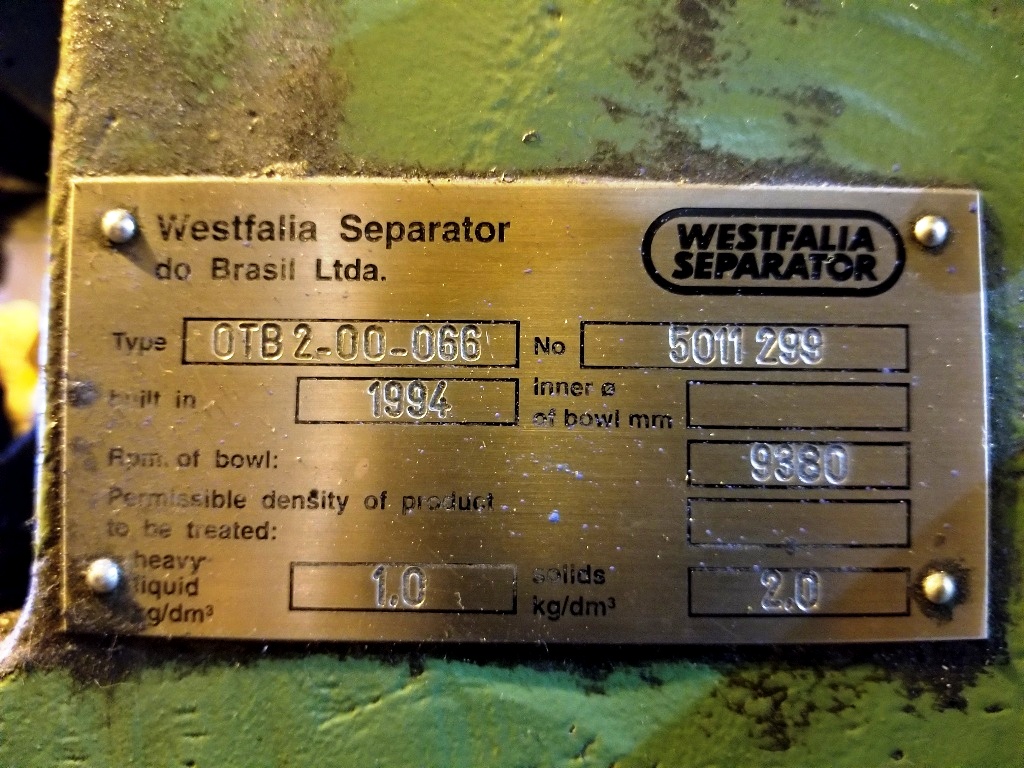 Westfalia Separator
do Brasil Ltda.
WESTFALIA
SEPARATOR
Type OTB 2-00-066 No 5011 299
built in 1994 inner ø
of bowl mm
Rpm. of bowl: 9380
Permissible density of product
to be treated:
heavy
liquid 1.0 solids 2.0
kg/dm³ kg/dm³